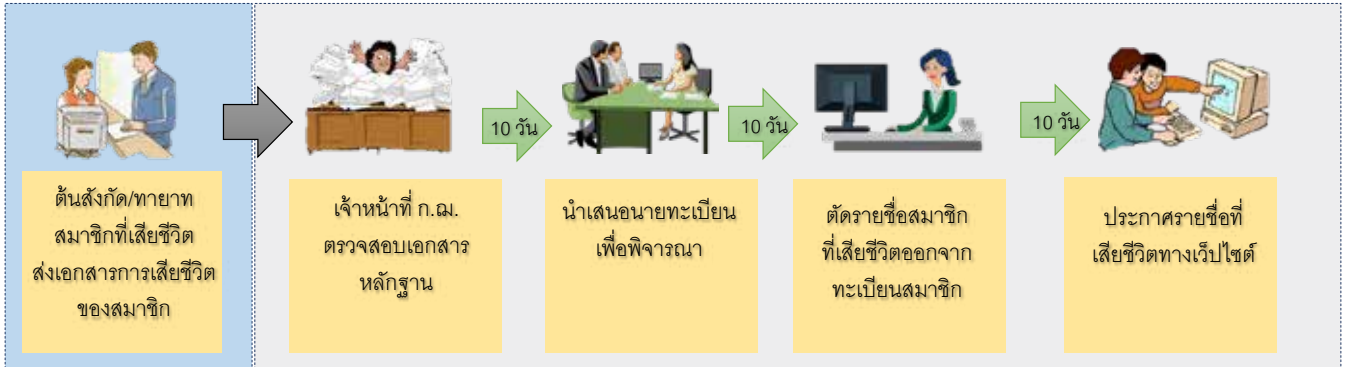 10 วัน
10 วัน
10 วัน
ต้นสังกัด/ทายาท
สมาชิกที่เสียชีวิต
ส่งเอกสารการเสียชีวิต
ของสมาชิก
เจ้าหน้าที่ ก.ฌ.
ตรวจสอบเอกสาร
หลักฐาน
นำเสนอนายทะเบียน
เพื่อพิจารณา
ตัดรายชื่อสมาชิก
ที่เสียชีวิตออกจาก
ทะเบียนสมาชิก
ประกาศรายชื่อที่
เสียชีวิตทางเว็ปไซต์